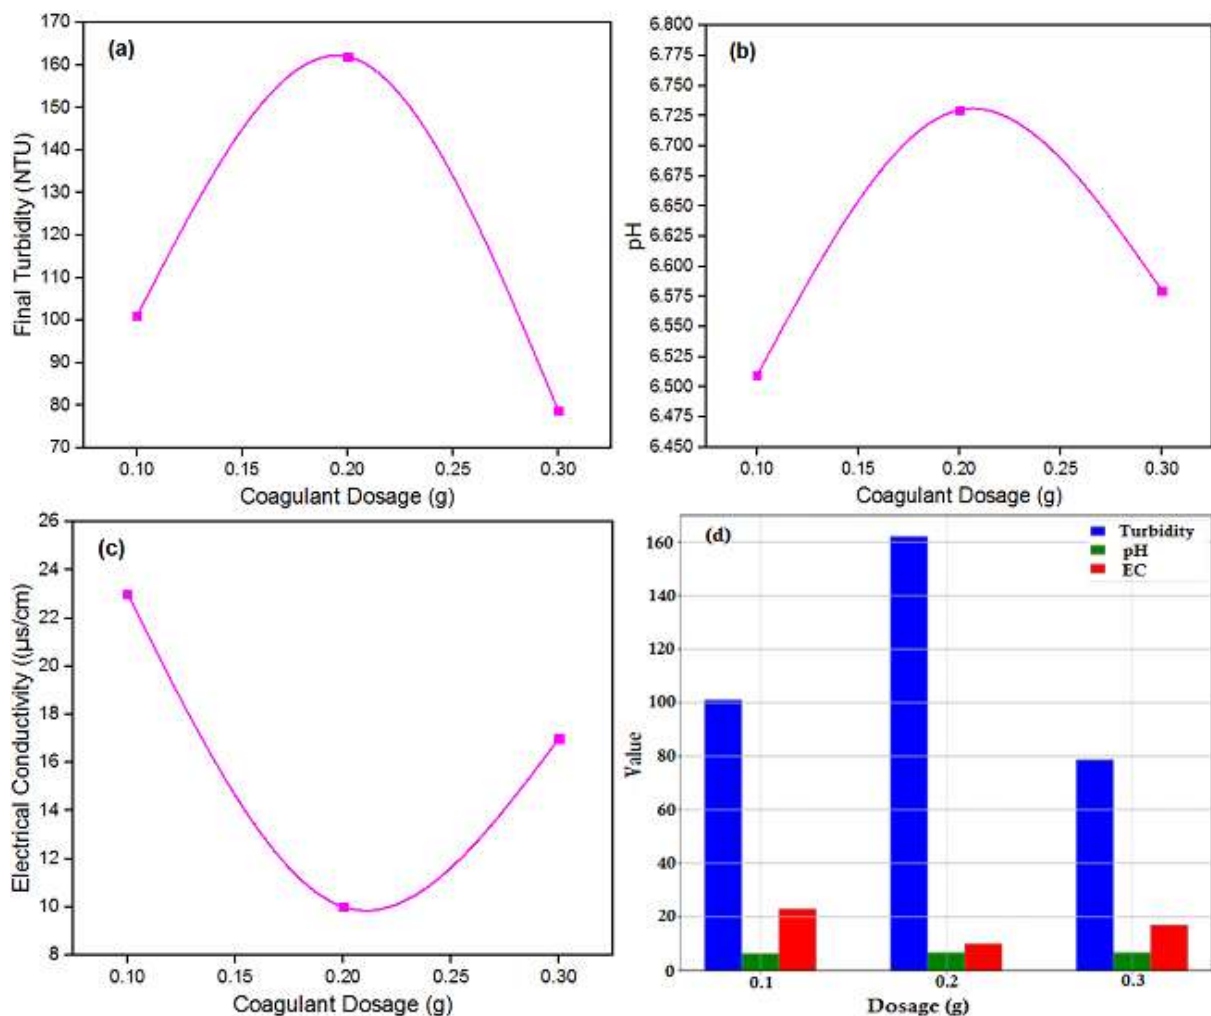 (a)
Final Turbidity (NTU)
170
160
150
140
130
120
110
100
90
80
70
0.10 0.15 0.20 0.25 0.30
Coagulant Dosage (g)
(b)
pH
6.800
6.775
6.750
6.725
6.700
6.675
6.650
6.625
6.600
6.575
6.550
6.525
6.500
6.475
6.450
0.10 0.15 0.20 0.25 0.30
Coagulant Dosage (g)
(c)
Electrical Conductivity ((μs/cm)
26
24
22
20
18
16
14
12
10
8
0.10 0.15 0.20 0.25 0.30
Coagulant Dosage (g)
(d)
Turbidity
pH
EC
Value
160
140
120
100
80
60
40
20
0
0.1 0.2 0.3
Dosage (g)